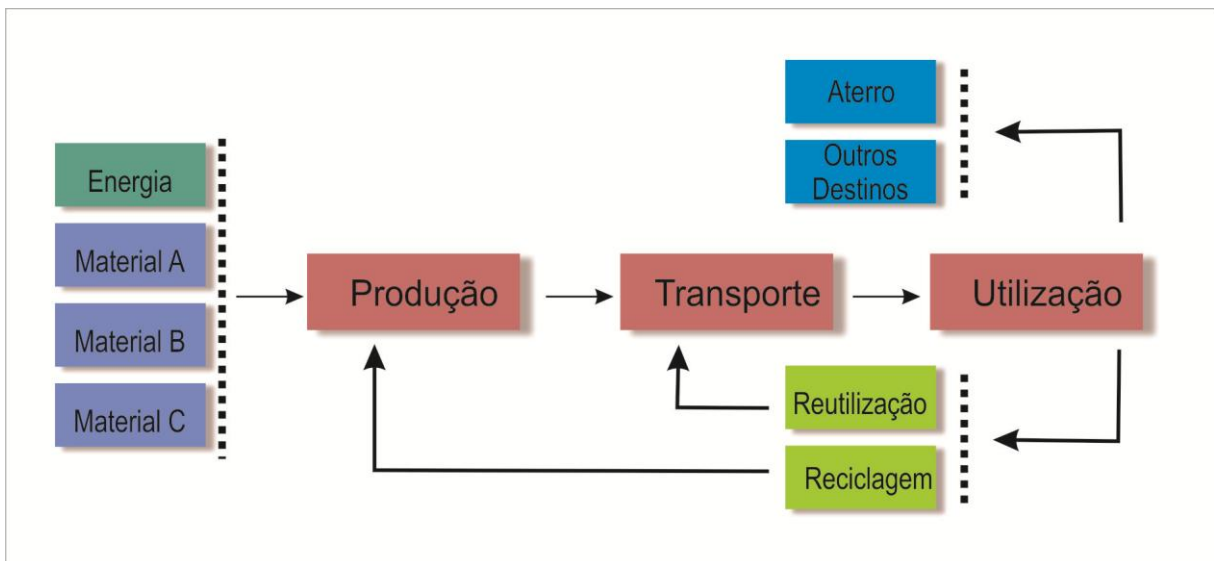 Energia
Material A
Material B
Material C
Produção
Transporte
Utilização
Aterro
Outros
Destinos
Reutilização
Reciclagem